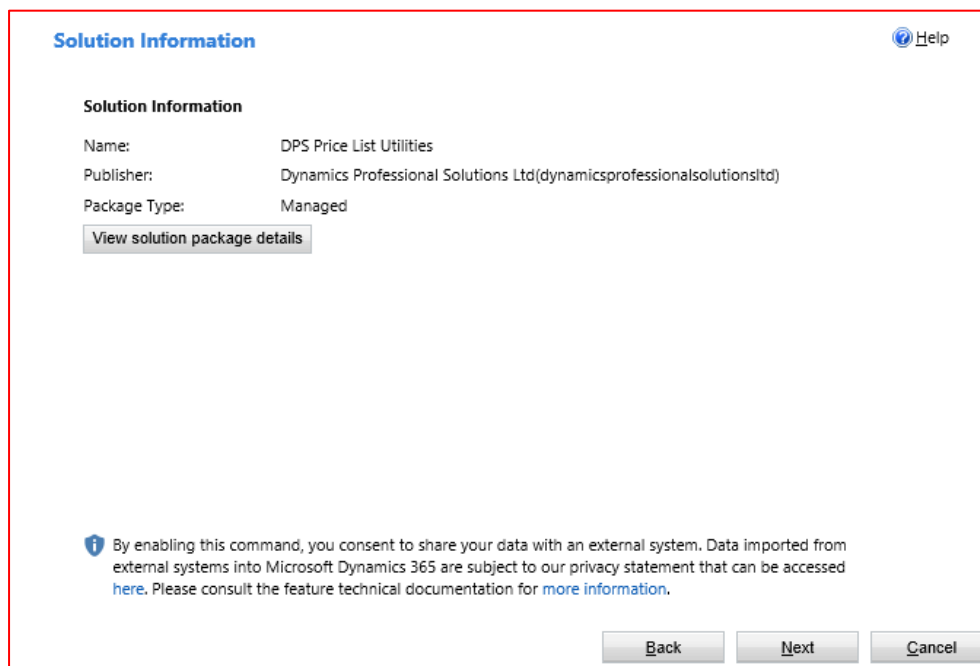 Solution Information
Help
Solution Information
Name: DPS Price List Utilities
Publisher: Dynamics Professional Solutions Ltd(dynamicsprofessionalsolutionsltd)
Package Type: Managed
View solution package details
By enabling this command, you consent to share your data with an external system. Data imported from
external systems into Microsoft Dynamics 365 are subject to our privacy statement that can be accessed
here. Please consult the feature technical documentation for more information.
Back Next Cancel